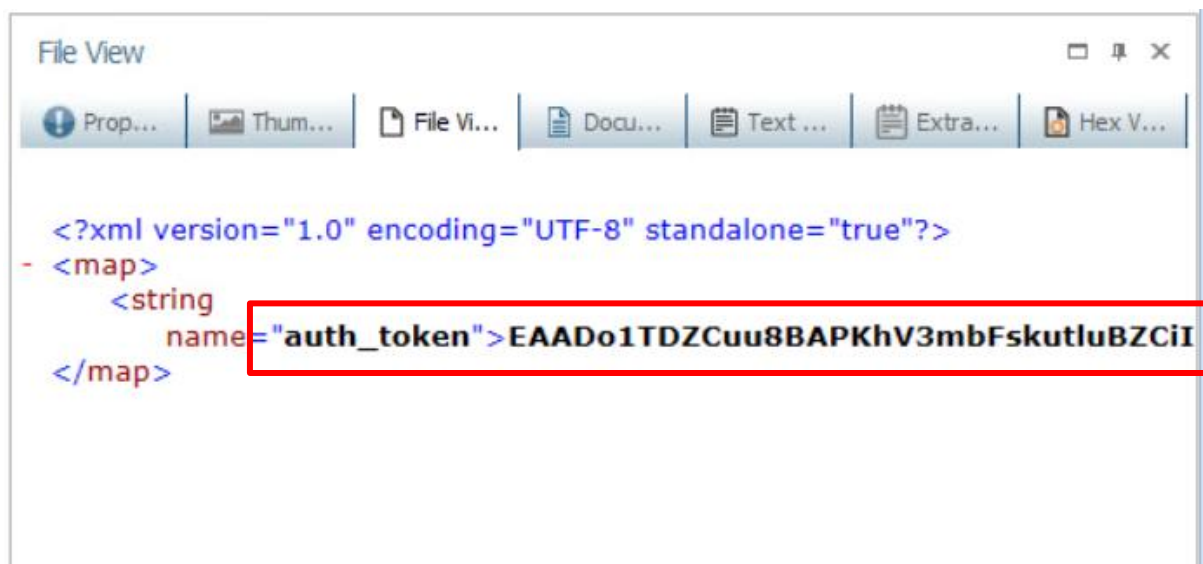 File View
Prop... Thum... File Vi... Docu... Text ... Extra... Hex V...
<?xml version="1.0" encoding="UTF-8" standalone="true"?>
- <map>
<string
name="auth_token">EAADo1TDZCuu8BAPKhV3mbFskutluBZCiI
</map>